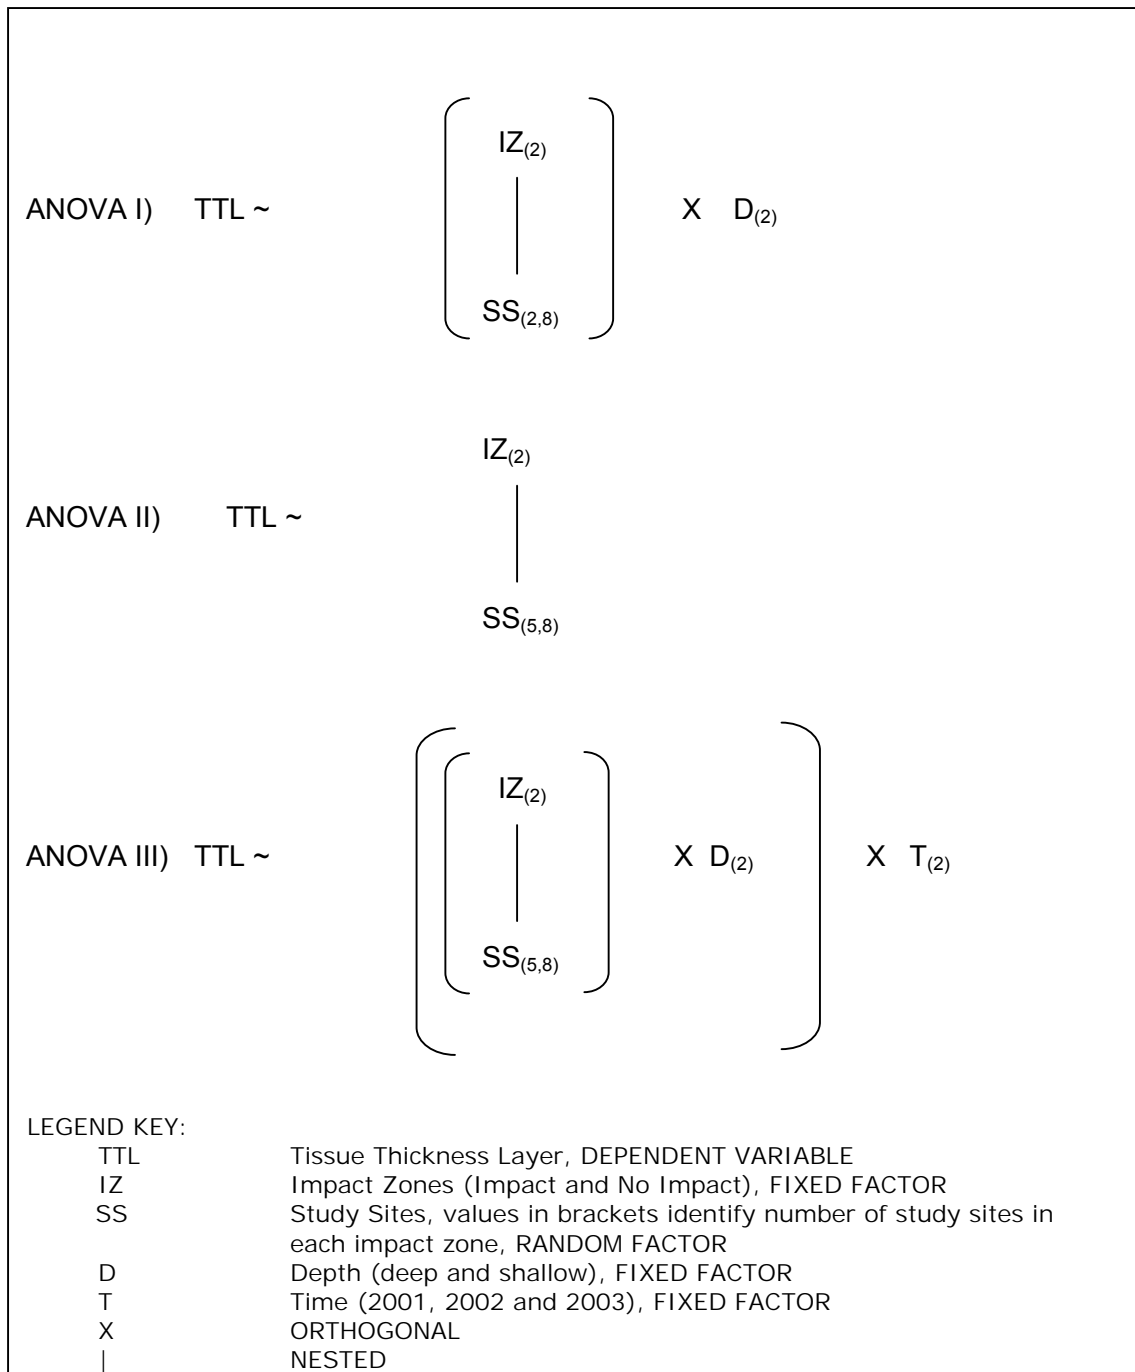 IZ(2)
ANOVA I) TTL ~ X D(2)
SS(2,8)
IZ(2)
ANOVA II) TTL ~
SS(5,8)
IZ(2)
ANOVA III) TTL ~ X D(2) X T(2)
SS(5,8)
LEGEND KEY:
TTL Tissue Thickness Layer, DEPENDENT VARIABLE
IZ Impact Zones (Impact and No Impact), FIXED FACTOR
SS Study Sites, values in brackets identify number of study sites in
each impact zone, RANDOM FACTOR
D Depth (deep and shallow), FIXED FACTOR
T Time (2001, 2002 and 2003), FIXED FACTOR
X ORTHOGONAL
| NESTED